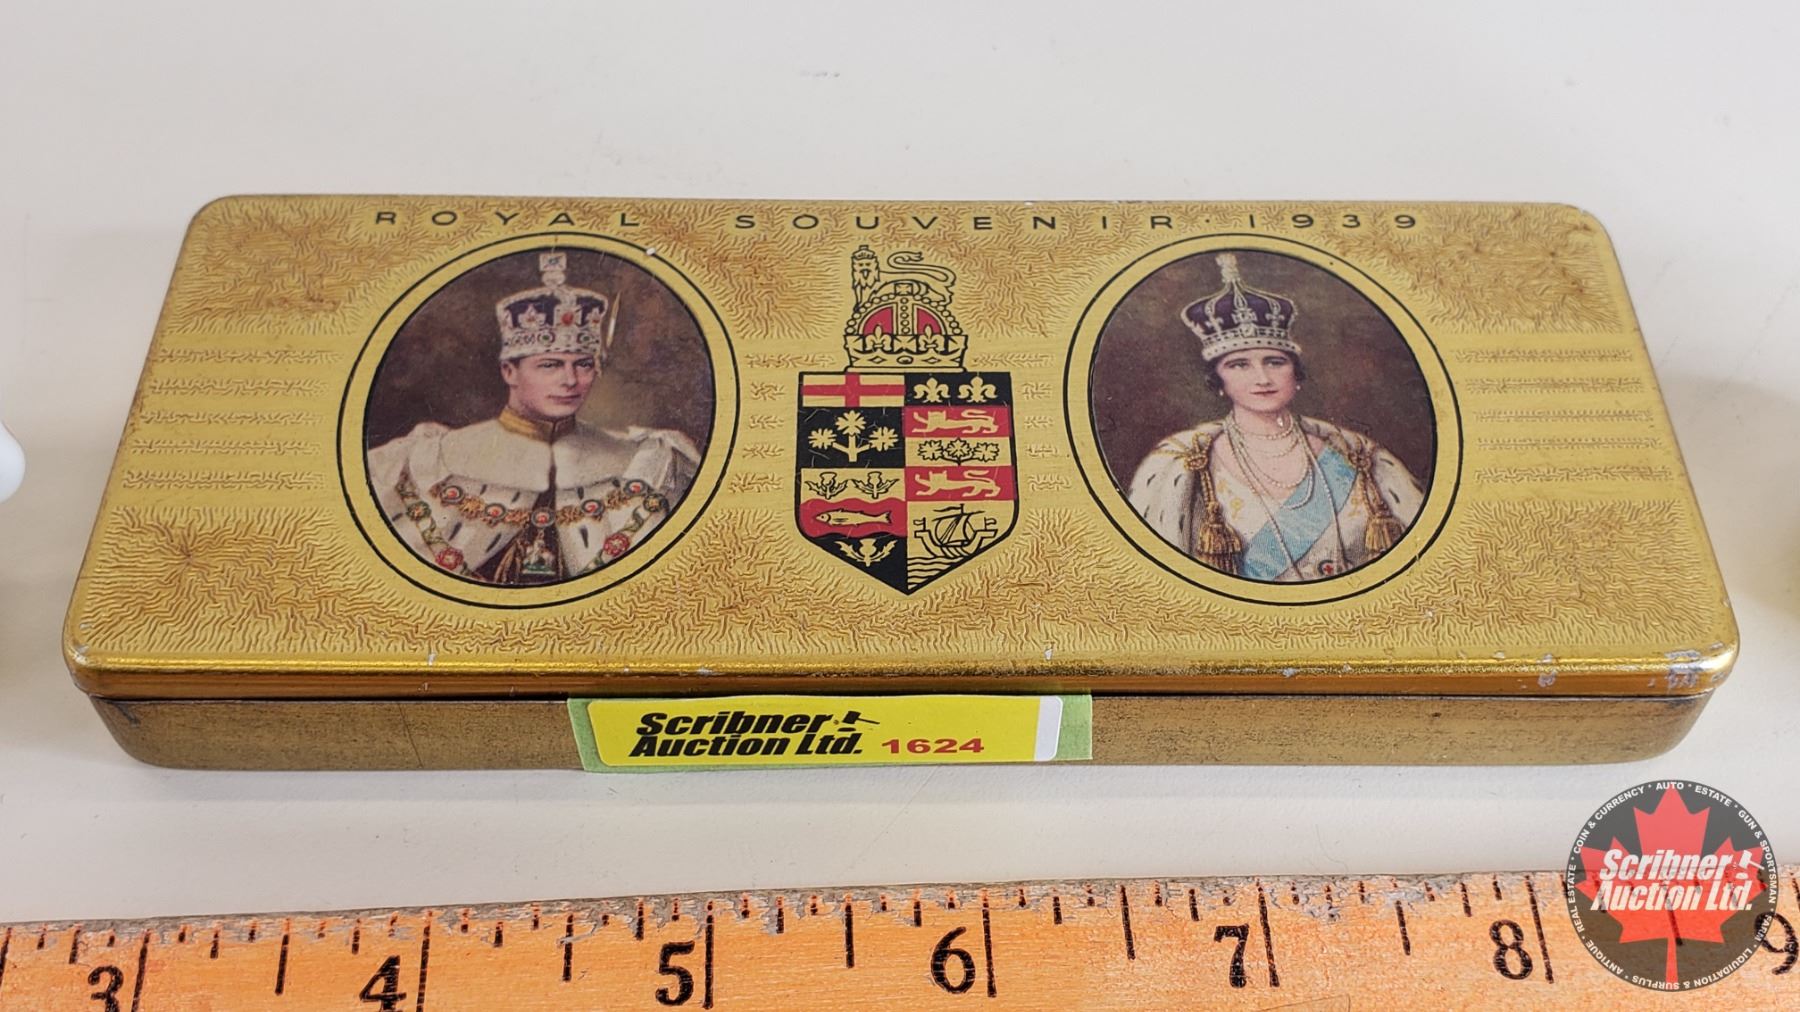 ROYAL SOUVENIR · 1939
Scribner
Auction Ltd. 1624
3 4 5 6 7 8 9
COIN & CURRENCY · AUTO · ESTATE · GUN & SPORTSMAN · FARM · LIQUIDATION & SURPLUS · ANTIQUE · REAL ESTATE ·
Scribner
Auction Ltd.